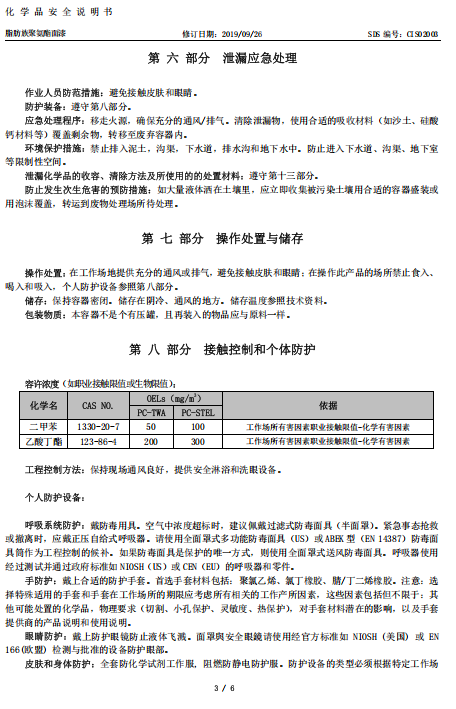 化 学 品 安 全 说 明 书
脂肪族聚氨酯面漆 修订日期：2019/09/26 SDS 编号：CIS02003
第 六 部分 泄漏应急处理
作业人员防范措施：避免接触皮肤和眼睛。
防护装备：遵守第八部分。
应急处理程序：移走火源，确保充分的通风/排气。清除泄漏物，使用合适的吸收材料（如沙土、硅酸
钙材料等）覆盖剩余物，转移至废弃容器内。
环境保护措施：禁止排入泥土，沟渠，下水道，排水沟和地下水中。防止进入下水道、沟渠、地下室
等限制性空间。
泄漏化学品的收容、清除方法及所使用的的处置材料：遵守第十三部分。
防止发生次生危害的预防措施：如大量液体洒在土壤里，应立即收集被污染土壤用合适的容器盛装或
用泡沫覆盖，转运到废物处理场所待处理。
第 七 部分 操作处置与储存
操作处置：在工作场地提供充分的通风或排气，避免接触皮肤和眼睛；在操作此产品的场所禁止食入、
喝入和吸入，个人防护设备参照第八部分。
储存：保持容器密闭。储存在阴冷、通风的地方。储存温度参照技术资料。
包装物质：本容器不是个有压罐，且再装入的物品应与原料一样。
第 八 部分 接触控制和个体防护
容许浓度（如职业接触限值或生物限值）：
化学名 CAS NO. OELs（mg/m³） 依据
PC-TWA PC-STEL
二甲苯 1330-20-7 50 100 工作场所有害因素职业接触限值-化学有害因素
乙酸丁酯 123-86-4 200 300 工作场所有害因素职业接触限值-化学有害因素
工程控制方法：保持现场通风良好，提供安全淋浴和洗眼设备。
个人防护设备：
呼吸系统防护：戴防毒用具。空气中浓度超标时，建议佩戴过滤式防毒面具（半面罩）。紧急事态抢救
或撤离时，应戴正压自给式呼吸器。请使用全面罩式多功能防毒面具（US）或 ABEK 型（EN 14387）防毒面
具筒作为工程控制的候补。如果防毒面具是保护的唯一方式，则使用全面罩式送风防毒面具。呼吸器使用
经过测试并通过政府标准如 NIOSH（US）或 CEN（EU）的呼吸器和零件。
手防护：戴上合适的防护手套。首选手套材料包括：聚氯乙烯、氯丁橡胶、腈/丁二烯橡胶。注意：选
择特殊适用的手套和手套在工作场所的期限应考虑所有相关的工作产所因素，这些因素包括但不限于：其
他可能处置的化学品，物理要求（切割、小孔保护、灵敏度、热保护），对手套材料潜在的影响，以及手套
提供商的产品说明和使用说明。
眼睛防护：戴上防护眼镜防止液体飞溅。面罩與安全眼鏡请使用经官方标准如 NIOSH (美国) 或 EN
166(欧盟) 检测与批准的设备防护眼部。
皮肤和身体防护：全套防化学试剂工作服, 阻燃防静电防护服。防护设备的类型必须根据特定工作场
3 / 6